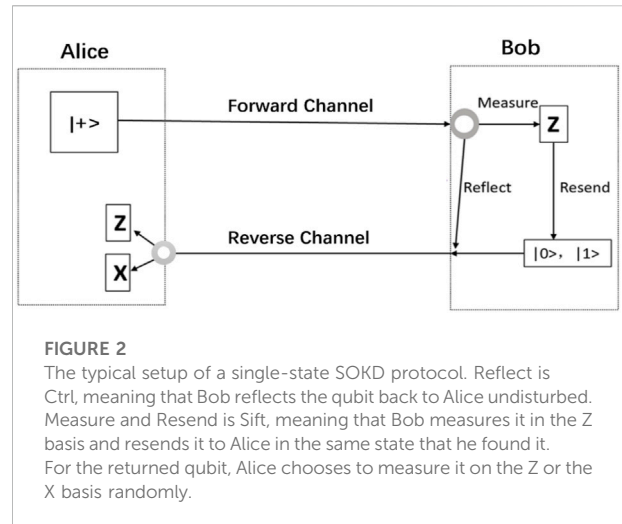 Alice
Bob
Forward Channel
Measure
|+>
Z
Reflect
Resend
Z
Reverse Channel
X
|0>, |1>
FIGURE 2
The typical setup of a single-state SOKD protocol. Reflect is
Ctrl, meaning that Bob reflects the qubit back to Alice undisturbed.
Measure and Resend is Sift, meaning that Bob measures it in the Z
basis and resends it to Alice in the same state that he found it.
For the returned qubit, Alice chooses to measure it on the Z or the
X basis randomly.